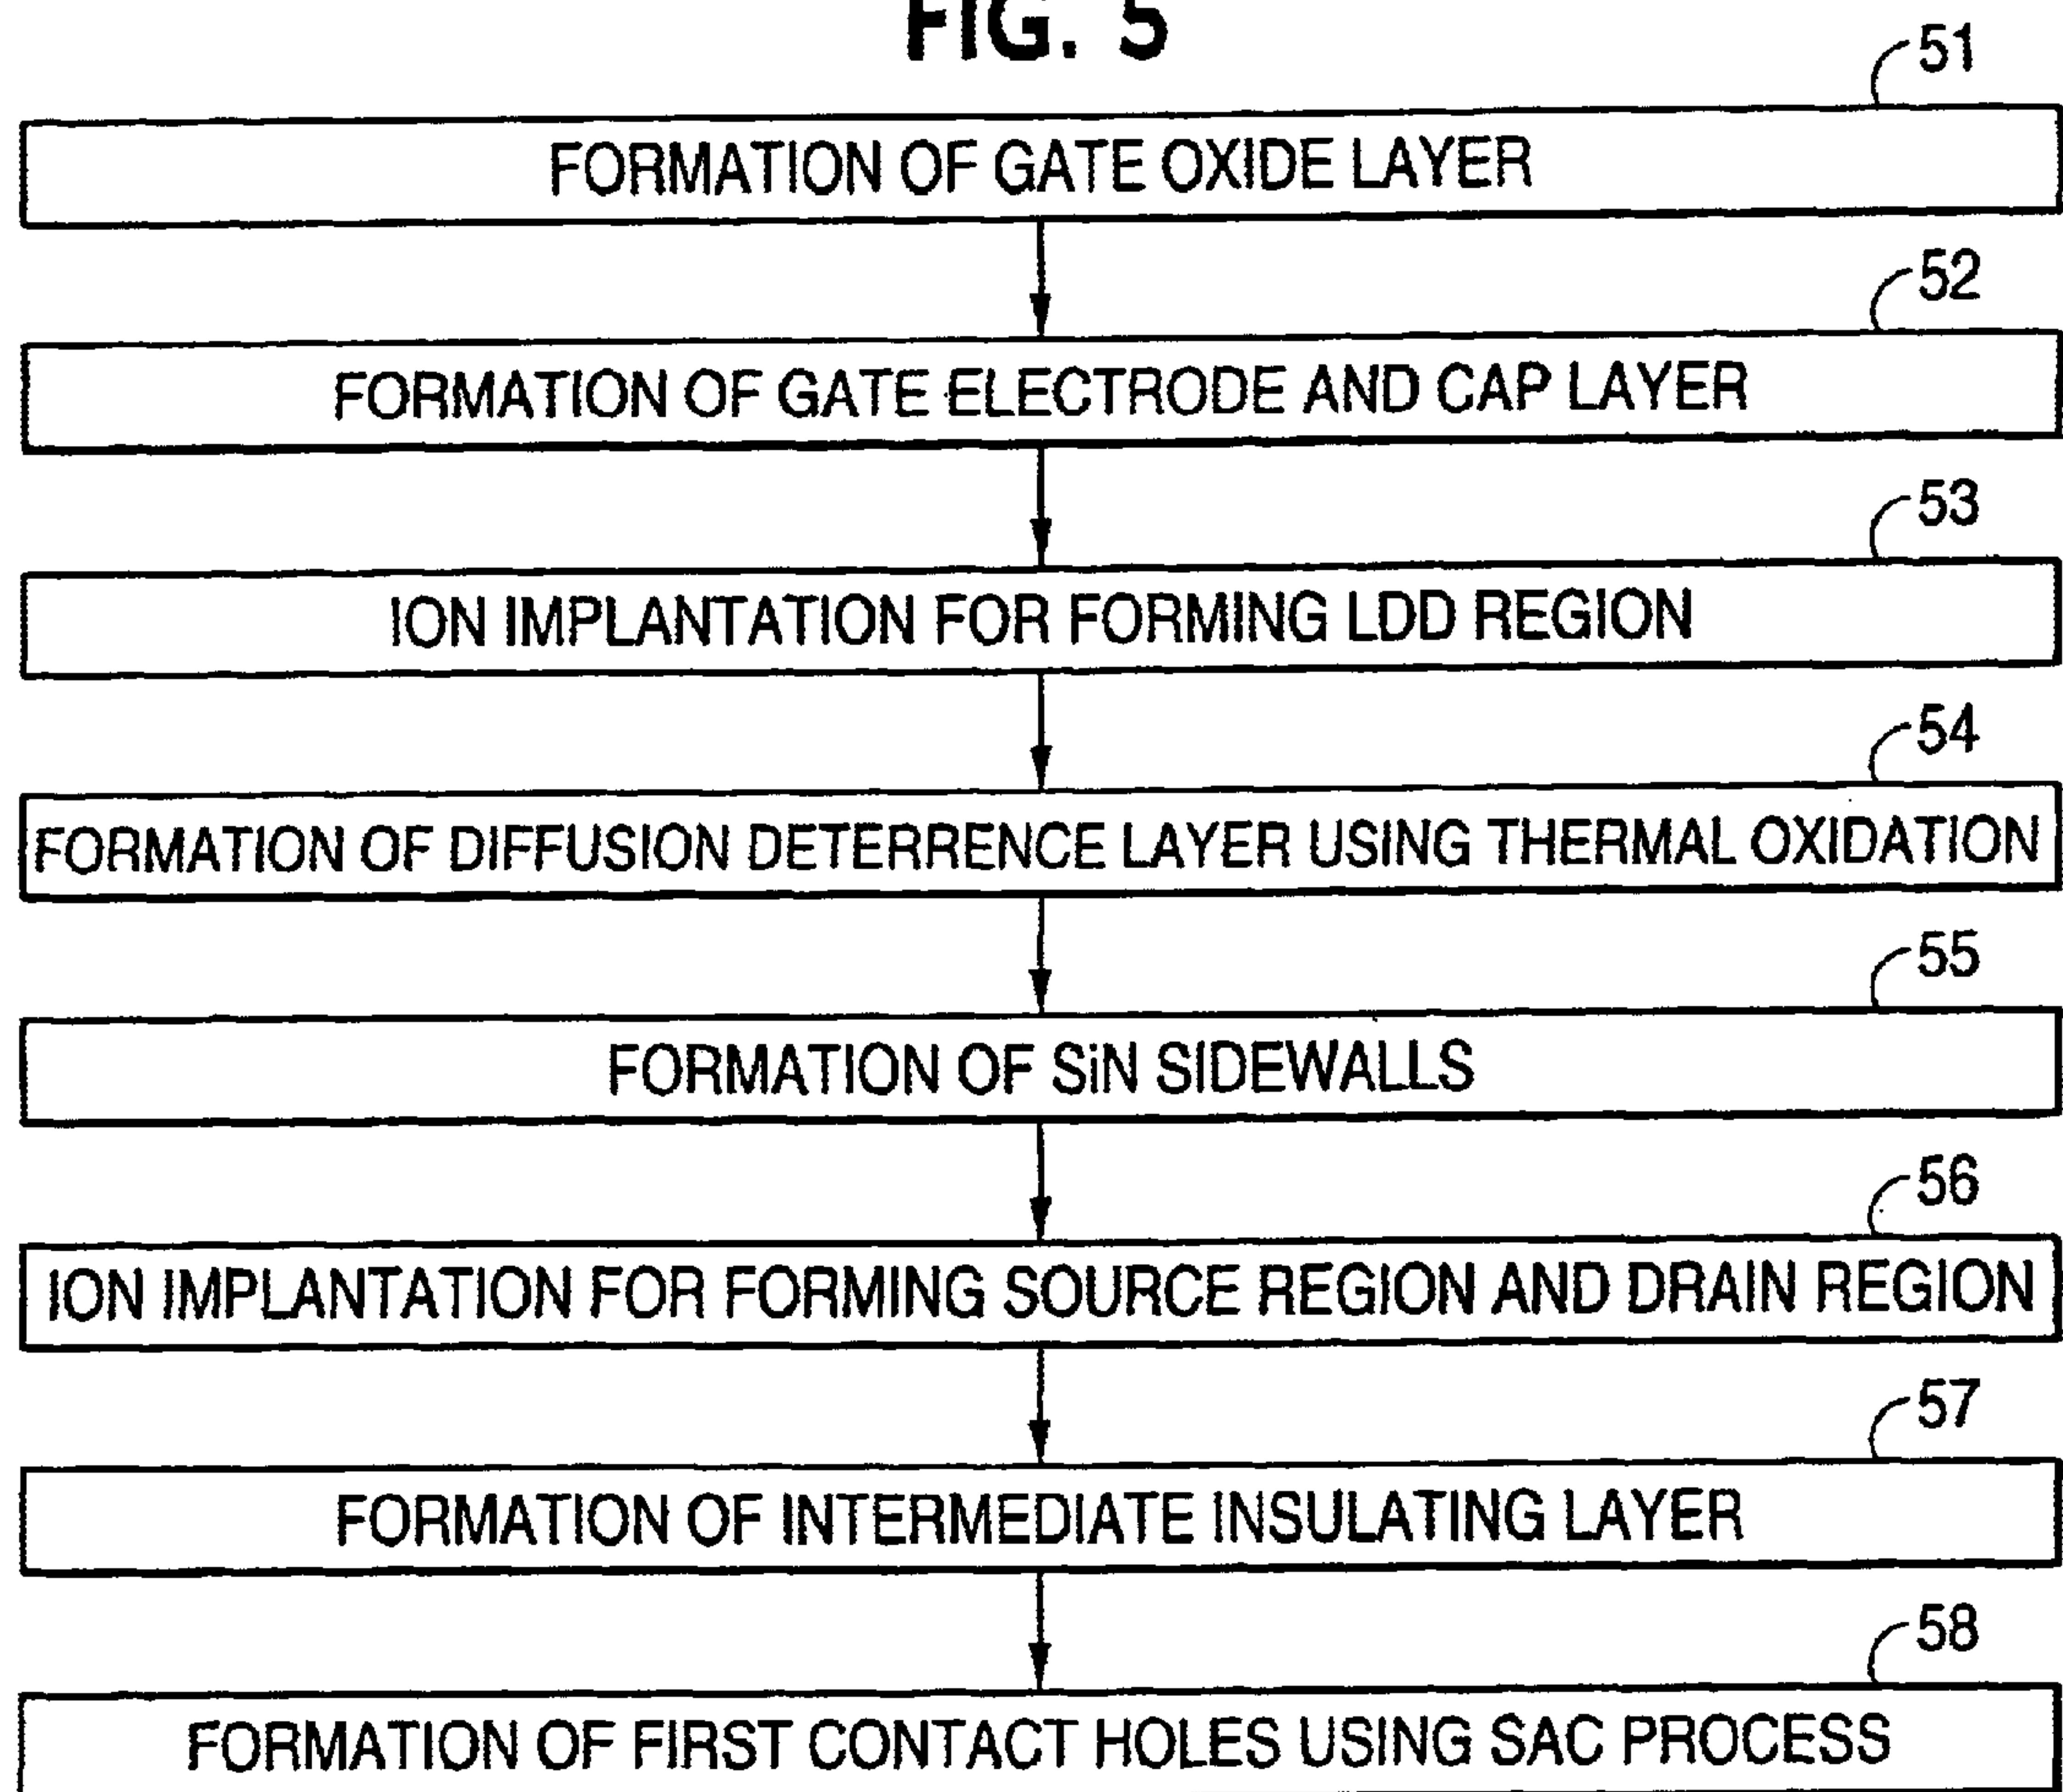 FIG. 5
51
FORMATION OF GATE OXIDE LAYER
52
FORMATION OF GATE ELECTRODE AND CAP LAYER
53
ION IMPLANTATION FOR FORMING LDD REGION
54
FORMATION OF DIFFUSION DETERRENCE LAYER USING THERMAL OXIDATION
55
FORMATION OF SiN SIDEWALLS
56
ION IMPLANTATION FOR FORMING SOURCE REGION AND DRAIN REGION
57
FORMATION OF INTERMEDIATE INSULATING LAYER
58
FORMATION OF FIRST CONTACT HOLES USING SAC PROCESS